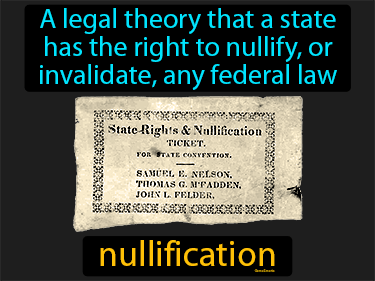 A legal theory that a state
has the right to nullify, or
invalidate, any federal law
State Rights & Nullification
TICKET.
FOR STATE CONVENTION.
SAMUEL E. NELSON,
THOMAS G. M'FADDEN,
JOHN L. FELDER,
nullification